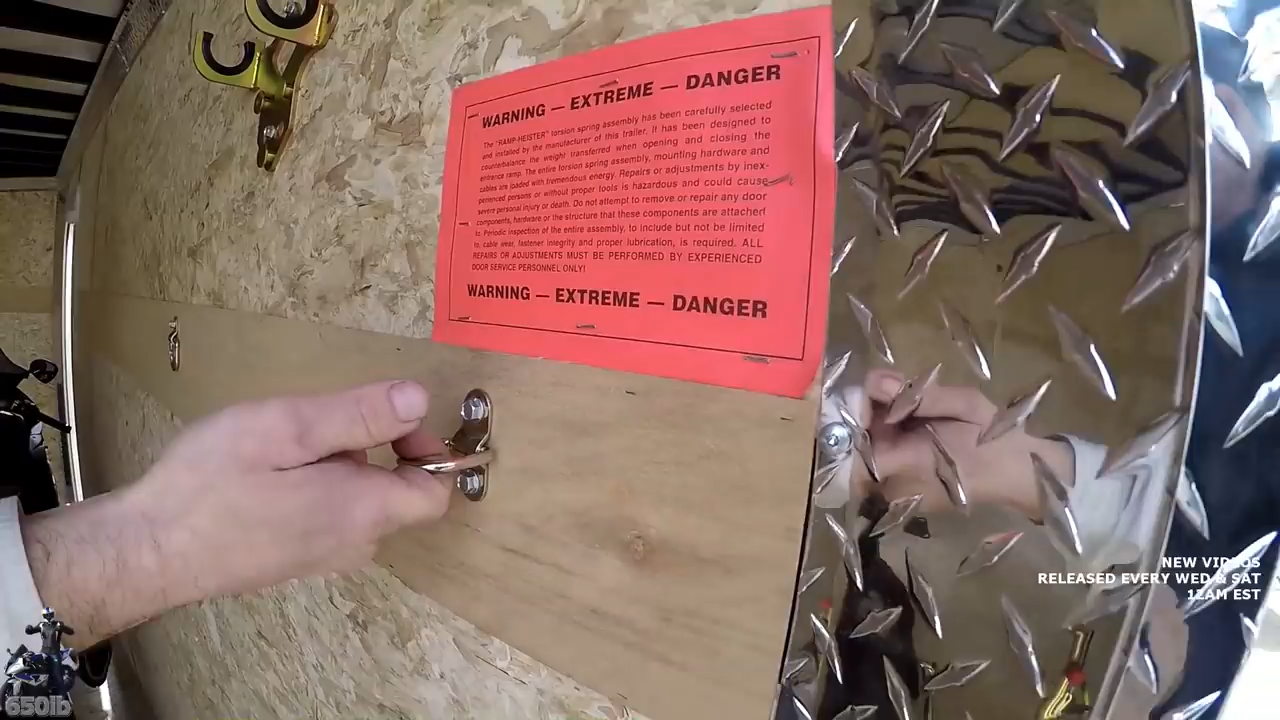 WARNING — EXTREME — DANGER
The "RAMP-HEISTER" torsion spring assembly has been carefully selected
and installed by the manufacturer of this trailer. It has been designed to
counterbalance the weight transferred when opening and closing the
entrance ramp. The entire torsion spring assembly, mounting hardware and
cables are loaded with tremendous energy. Repairs or adjustments by inex-
perienced persons or without proper tools is hazardous and could cause
severe personal injury or death. Do not attempt to remove or repair any door
components, hardware or the structure that these components are attached
to. Periodic inspection of the entire assembly, to include but not be limited
to, cable wear, fastener integrity and proper lubrication, is required. ALL
REPAIRS OR ADJUSTMENTS MUST BE PERFORMED BY EXPERIENCED
DOOR SERVICE PERSONNEL ONLY!
WARNING — EXTREME — DANGER
NEW VIDEOS
RELEASED EVERY WED & SAT
12AM EST
650ib